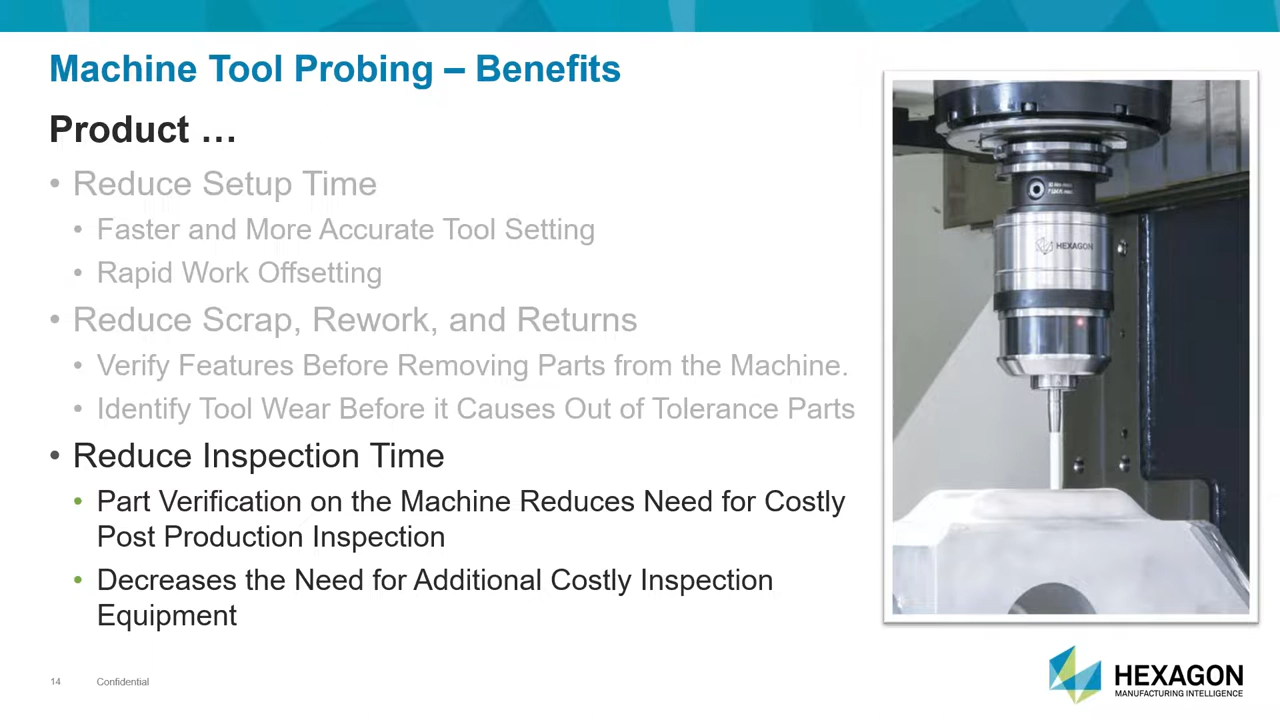 Machine Tool Probing – Benefits
Product …
• Reduce Setup Time
• Faster and More Accurate Tool Setting
• Rapid Work Offsetting
• Reduce Scrap, Rework, and Returns
• Verify Features Before Removing Parts from the Machine.
• Identify Tool Wear Before it Causes Out of Tolerance Parts
• Reduce Inspection Time
• Part Verification on the Machine Reduces Need for Costly
Post Production Inspection
• Decreases the Need for Additional Costly Inspection
Equipment
HEXAGON
14 Confidential
HEXAGON
MANUFACTURING INTELLIGENCE